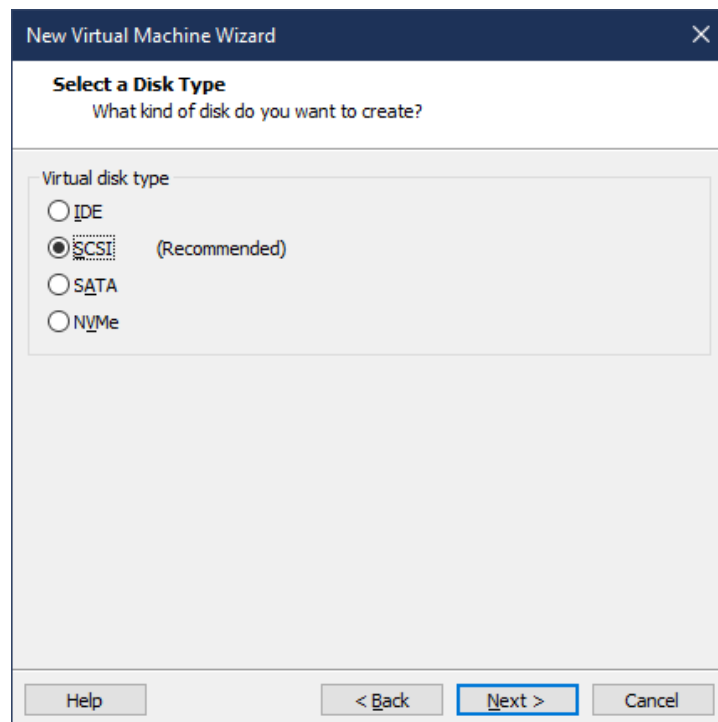 New Virtual Machine Wizard
Select a Disk Type
What kind of disk do you want to create?
Virtual disk type
IDE
SCSI (Recommended)
SATA
NVMe
Help < Back Next > Cancel